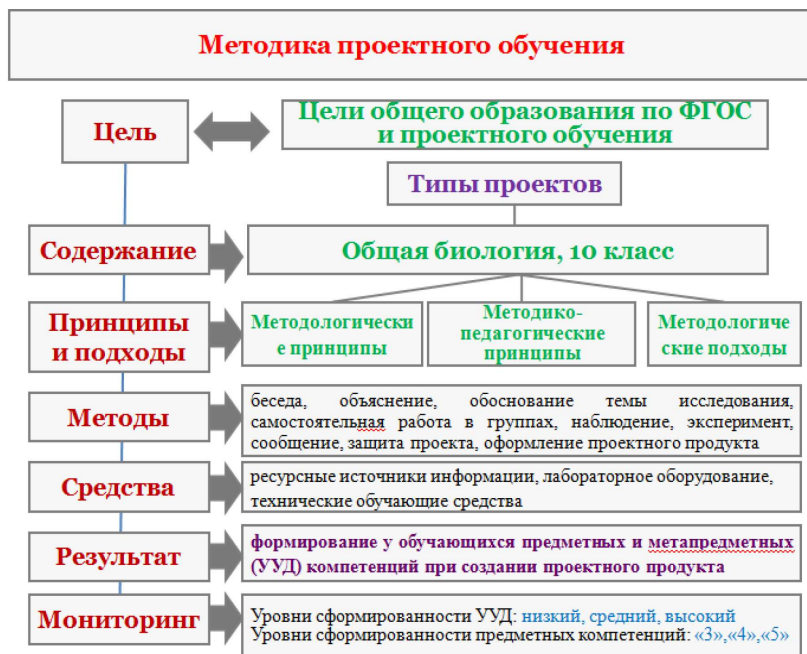 Методика проектного обучения
Цель
Цели общего образования по ФГОС
и проектного обучения
Типы проектов
Содержание
Общая биология, 10 класс
Принципы
и подходы
Методологически
е принципы
Методико-
педагогические
принципы
Методологиче
ские подходы
Методы
беседа, объяснение, обоснование темы исследования,
самостоятельная работа в группах, наблюдение, эксперимент,
сообщение, защита проекта, оформление проектного продукта
Средства
ресурсные источники информации, лабораторное оборудование,
технические обучающие средства
Результат
формирование у обучающихся предметных и метапредметных
(УУД) компетенций при создании проектного продукта
Мониторинг
Уровни сформированности УУД: низкий, средний, высокий
Уровни сформированности предметных компетенций: «3»,«4»,«5»